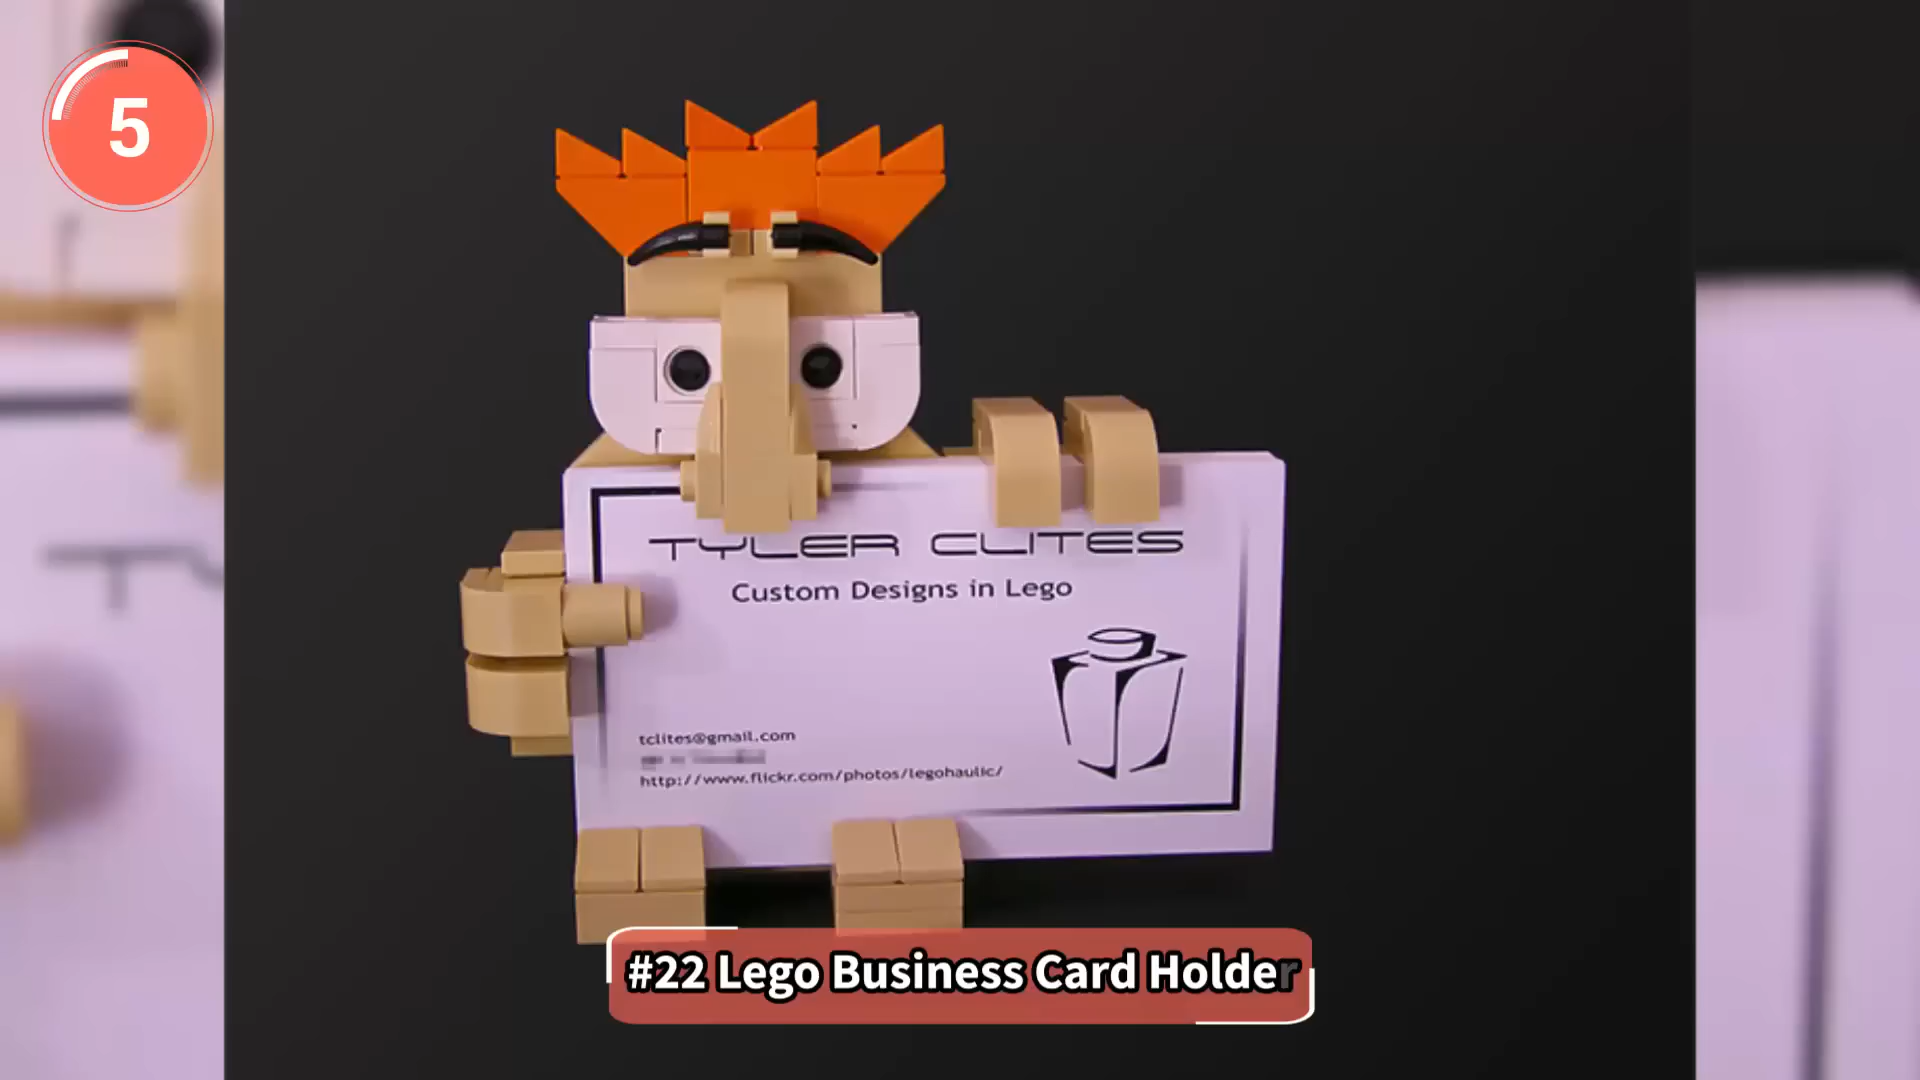 5
TYLER CLITES
Custom Designs in Lego
tclites@gmail.com
http://www.flickr.com/photos/legohaulic/
#22 Lego Business Card Holder